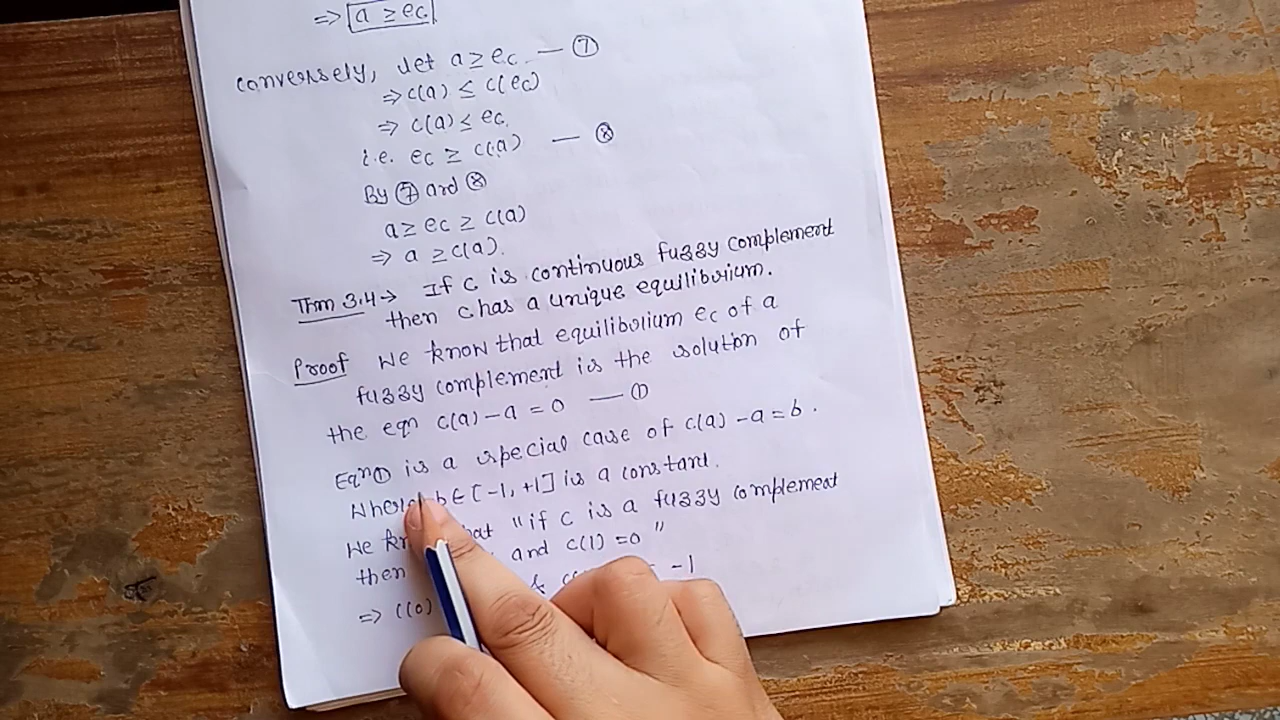 ⇒ a ≥ ec
conversely, let a ≥ ec — ⑦
⇒ c(a) ≤ c(ec)
⇒ c(a) ≤ ec.
i.e. ec ≥ c(a) — ⑧
By ⑦ and ⑧
a ≥ ec ≥ c(a)
⇒ a ≥ c(a).
Thm 3.4 → If c is continuous fuzzy complement
then c has a unique equilibrium.
Proof We know that equilibrium ec of a
fuzzy complement is the solution of
the eqn c(a) - a = 0 — ①
Eqn ① is a special case of c(a) - a = b.
Where b ∈ [-1, +1] is a constant.
We "if c is a fuzzy complement
then and c(1) = 0"
⇒ c(0) & -1